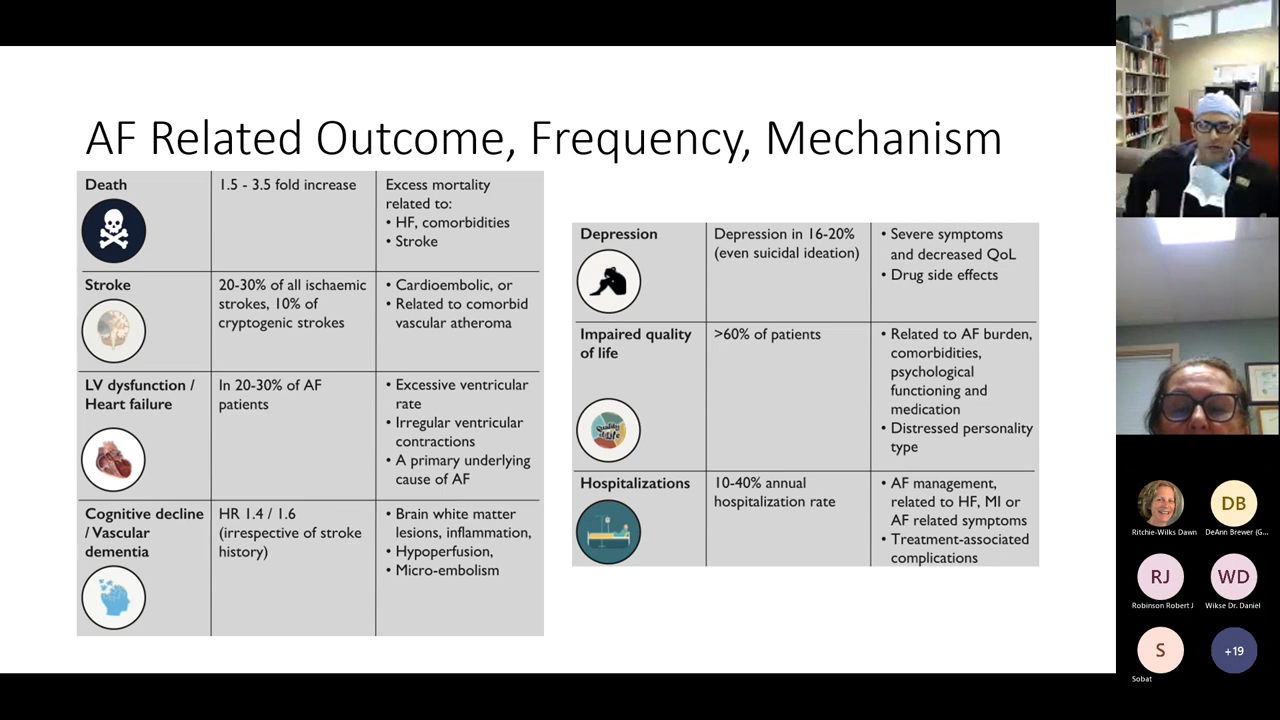 AF Related Outcome, Frequency, Mechanism
Death
1.5 - 3.5 fold increase
Excess mortality
related to:
• HF, comorbidities
• Stroke
Stroke
20-30% of all ischaemic
strokes, 10% of
cryptogenic strokes
• Cardioembolic, or
• Related to comorbid
vascular atheroma
LV dysfunction /
Heart failure
In 20-30% of AF
patients
• Excessive ventricular
rate
• Irregular ventricular
contractions
• A primary underlying
cause of AF
Cognitive decline
/ Vascular
dementia
HR 1.4 / 1.6
(irrespective of stroke
history)
• Brain white matter
lesions, inflammation,
• Hypoperfusion,
• Micro-embolism
Depression
Depression in 16-20%
(even suicidal ideation)
• Severe symptoms
and decreased QoL
• Drug side effects
Impaired quality
of life
Quality
of Life
>60% of patients
• Related to AF burden,
comorbidities,
psychological
functioning and
medication
• Distressed personality
type
Hospitalizations
10-40% annual
hospitalization rate
• AF management,
related to HF, MI or
AF related symptoms
• Treatment-associated
complications
DB
Ritchie-Wilks Dawn
DeAnn Brewer (G...
RJ
WD
Robinson Robert J
Wikse Dr. Daniel
S
+19
Sobat